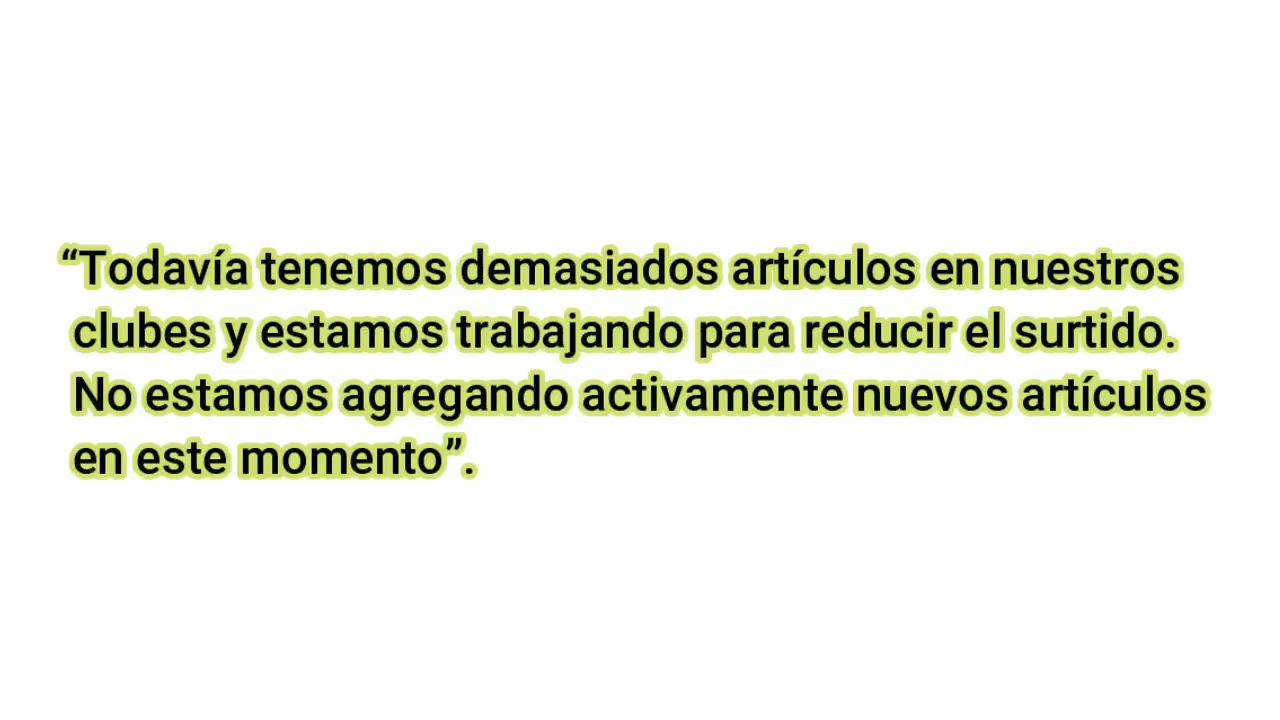 “Todavía tenemos demasiados artículos en nuestros
clubes y estamos trabajando para reducir el surtido.
No estamos agregando activamente nuevos artículos
en este momento”.